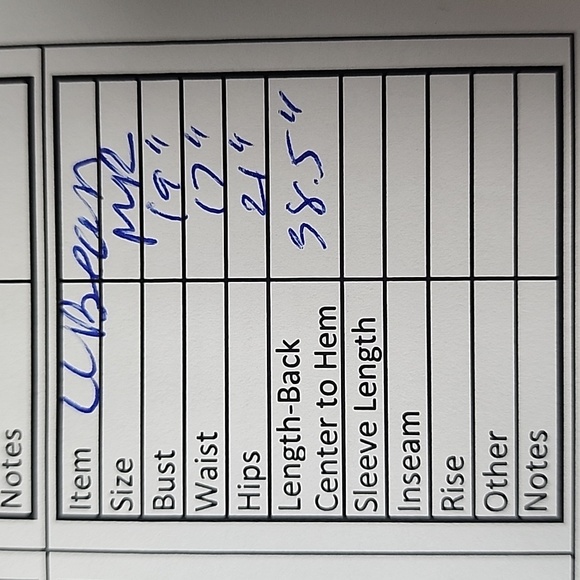 Notes
Item LLBean
Size MR
Bust 19"
Waist 17"
Hips 21"
Length-Back
Center to Hem 38.5"
Sleeve Length
Inseam
Rise
Other
Notes